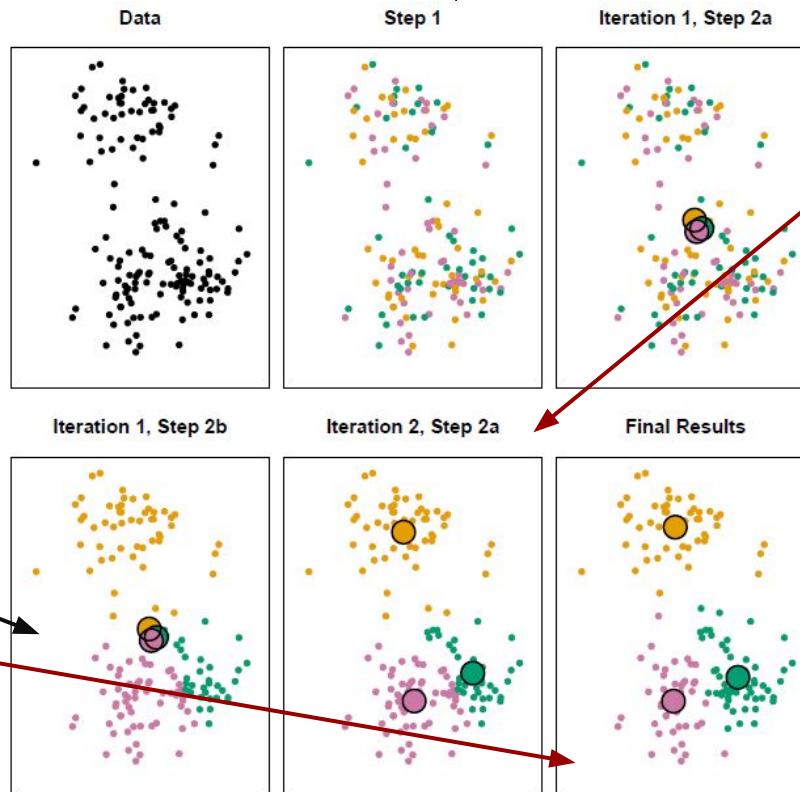 Data
Step 1
Iteration 1, Step 2a
Iteration 1, Step 2b
Iteration 2, Step 2a
Final Results